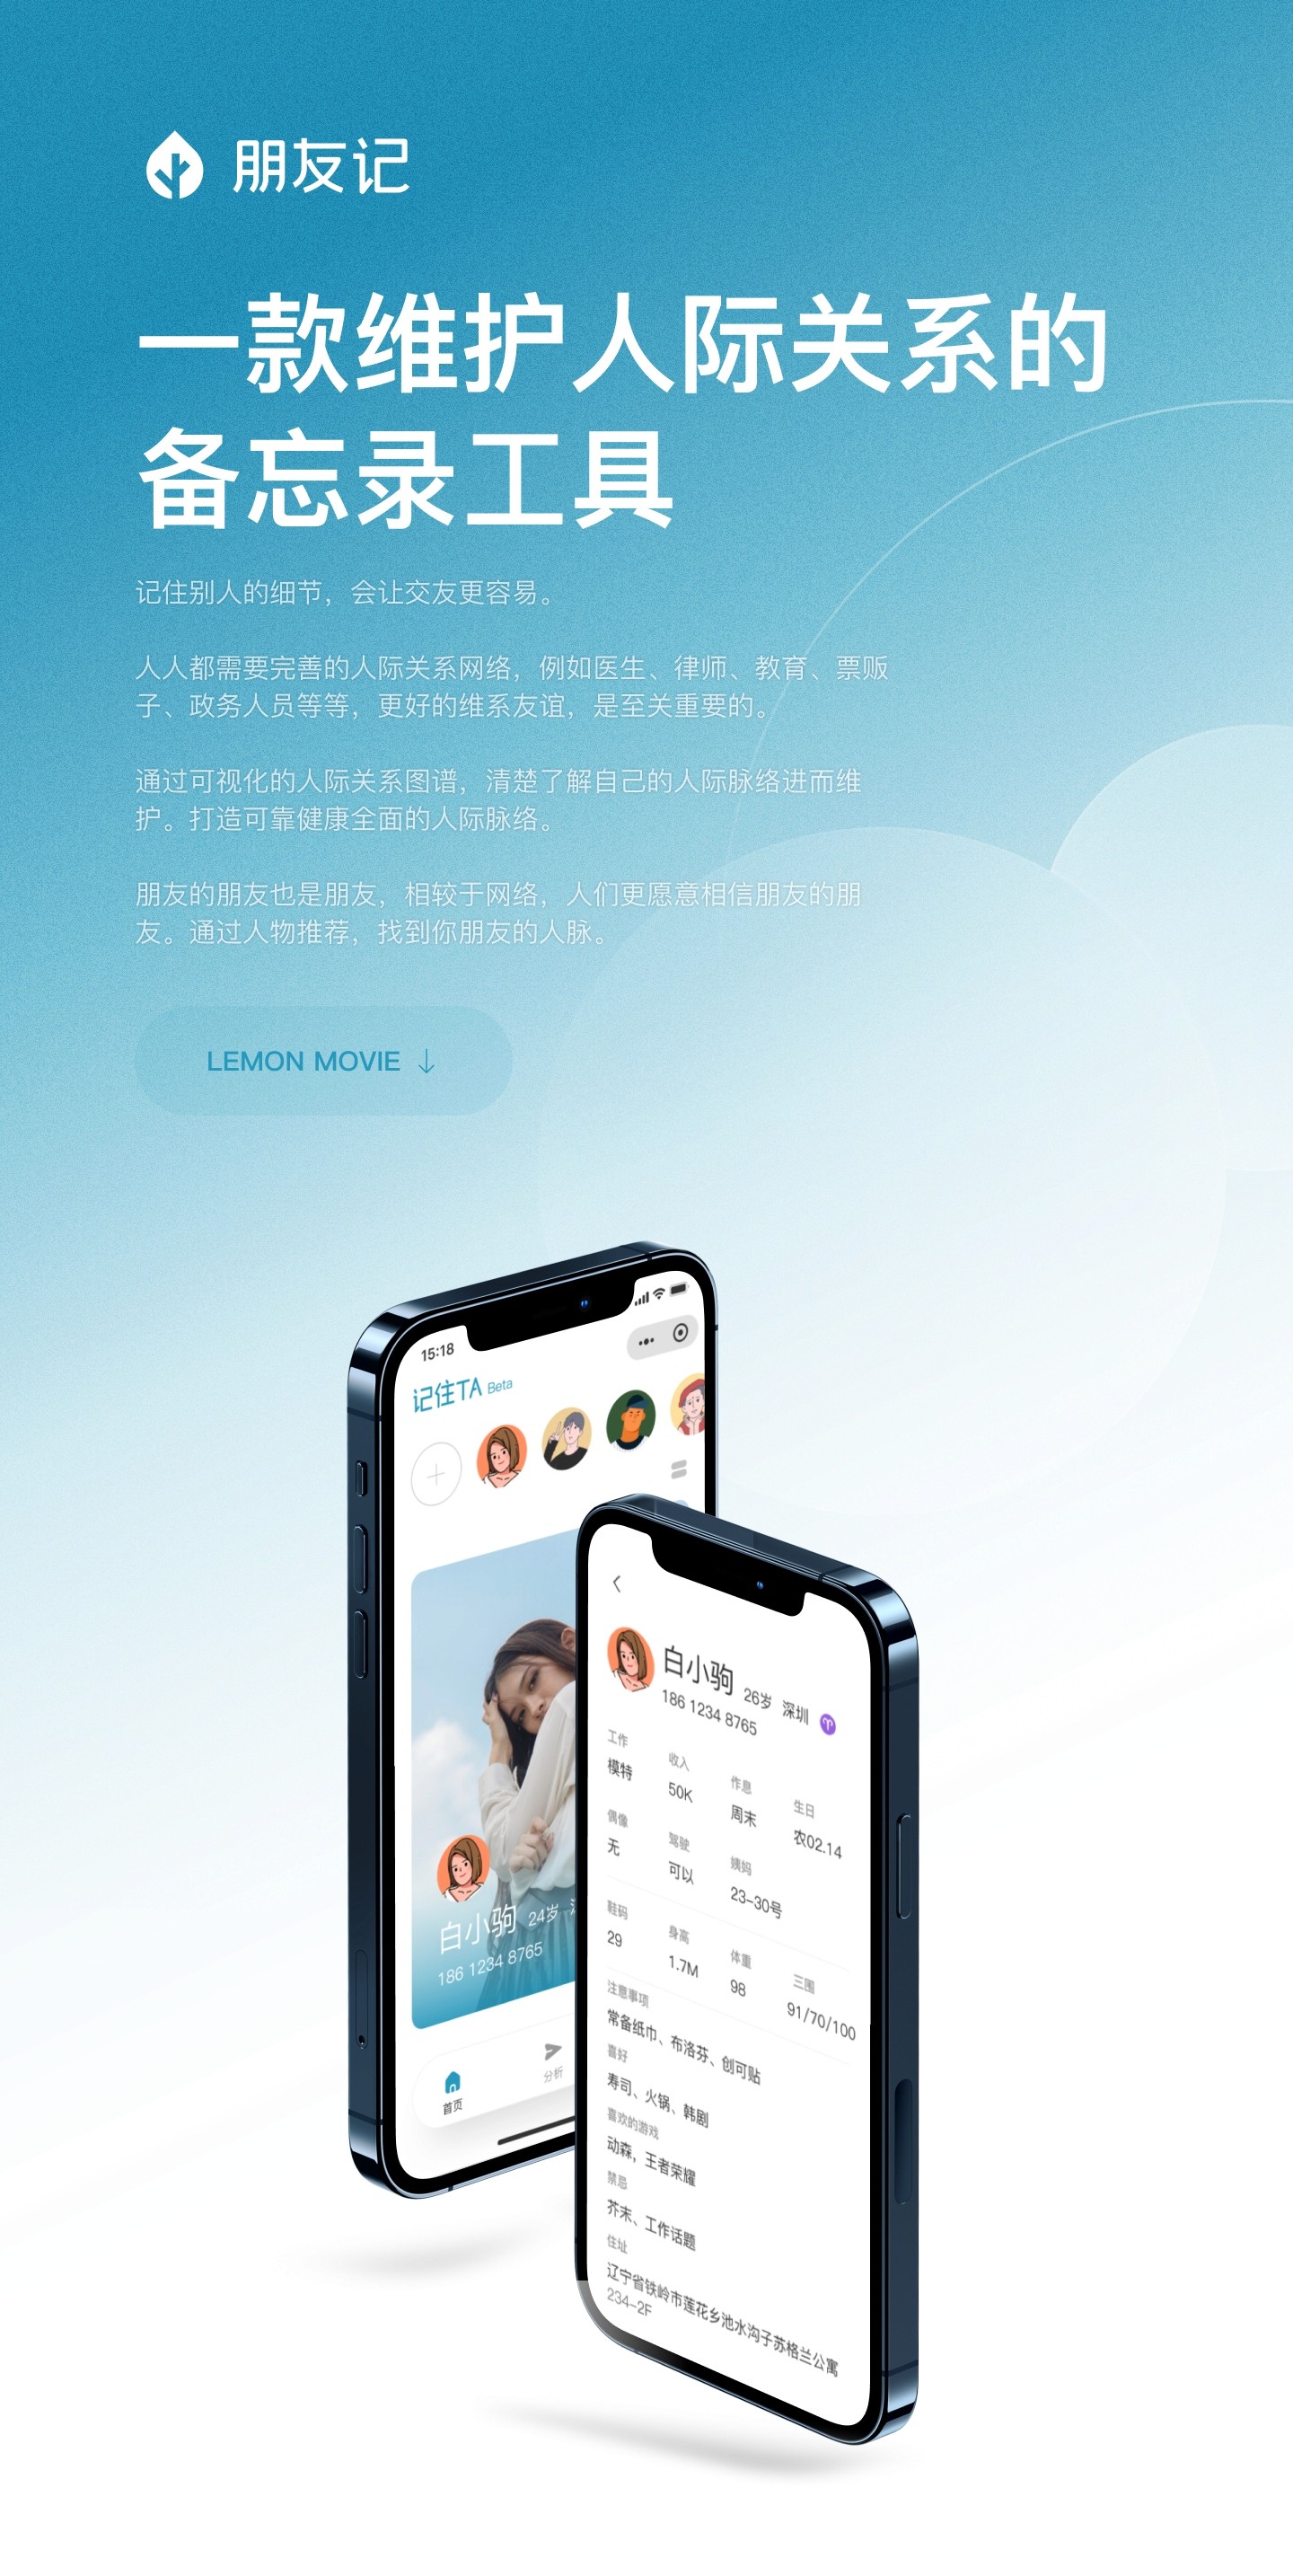 朋友记
一款维护人际关系的
备忘录工具
记住别人的细节，会让交友更容易。
人人都需要完善的人际关系网络，例如医生、律师、教育、票贩
子、政务人员等等，更好的维系友谊，是至关重要的。
通过可视化的人际关系图谱，清楚了解自己的人际脉络进而维
护。打造可靠健康全面的人际脉络。
朋友的朋友也是朋友，相较于网络，人们更愿意相信朋友的朋
友。通过人物推荐，找到你朋友的人脉。
LEMON MOVIE ↓
15:18
记住TA Beta
白小驹 24岁
186 1234 8765
首页
分析
白小驹 26岁 深圳
186 1234 8765
工作 收入 作息 生日
模特 50K 周末 农02.14
偶像 驾驶 姨妈
无 可以 23-30号
鞋码 身高 体重 三围
29 1.7M 98 91/70/100
注意事项
常备纸巾、布洛芬、创可贴
喜好
寿司、火锅、韩剧
喜欢的游戏
动森，王者荣耀
禁忌
芥末、工作话题
住址
辽宁省铁岭市莲花乡池水沟子苏格兰公寓
234-2F